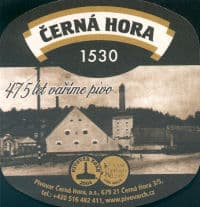 ČERNÁ HORA
1530
475 let vaříme pivo
Pivovar Černá Hora, a.s., 679 21 Černá Hora 3/5,
tel.: +420 516 482 411, www.pivovarch.cz